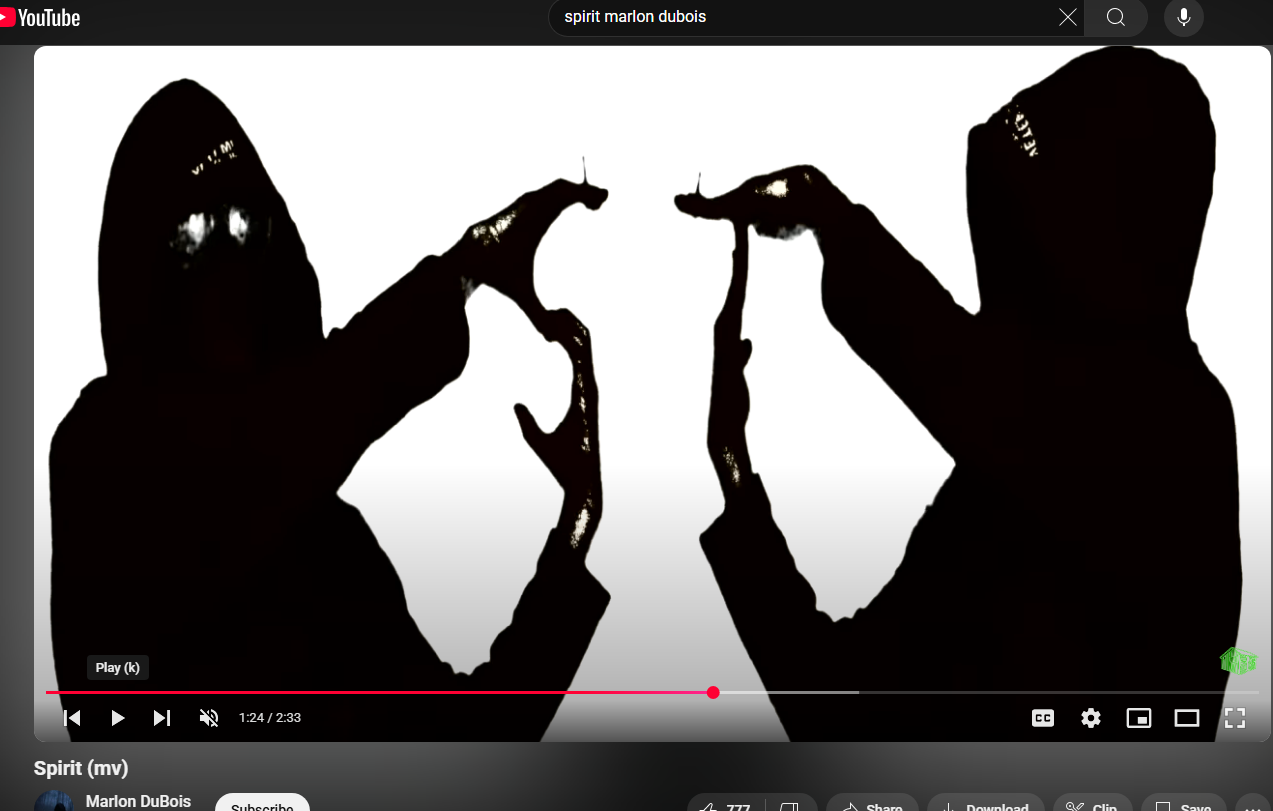 YouTube
spirit marlon dubois
Play (k)
1:24 / 2:33
CC
Spirit (mv)
Marlon DuBois
Subscribe
777
Share
Download
Clip
Save